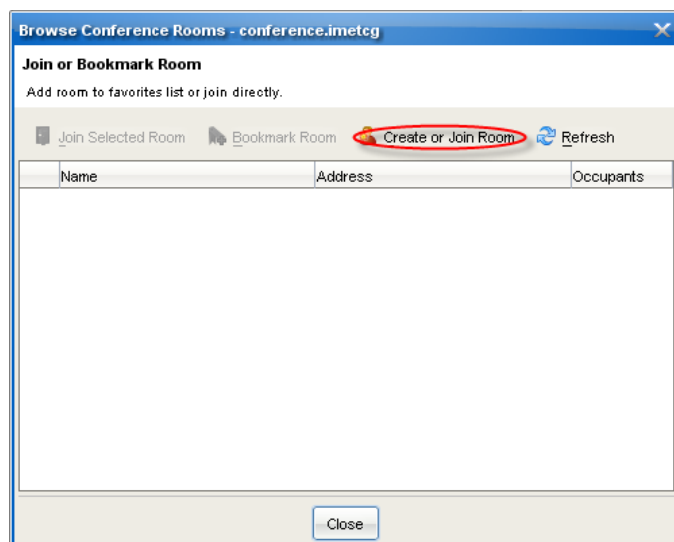 Browse Conference Rooms - conference.imetcg
Join or Bookmark Room
Add room to favorites list or join directly.
Join Selected Room Bookmark Room Create or Join Room Refresh
Name Address Occupants
Close